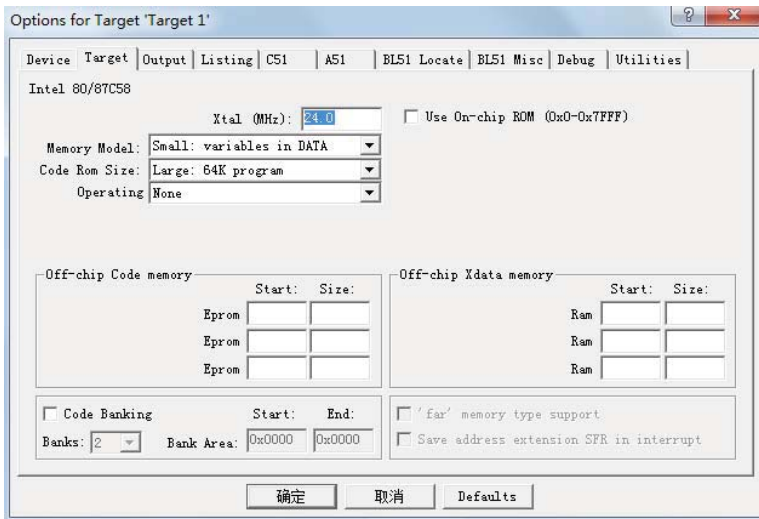 Options for Target 'Target 1'
Device Target Output Listing C51 A51 BL51 Locate BL51 Misc Debug Utilities
Intel 80/87C58
Xtal (MHz): 24.0
Use On-chip ROM (0x0-0x7FFF)
Memory Model: Small: variables in DATA
Code Rom Size: Large: 64K program
Operating None
Off-chip Code memory
Start: Size:
Eprom
Eprom
Eprom
Off-chip Xdata memory
Start: Size:
Ram
Ram
Ram
Code Banking Start: End:
Banks: 2 Bank Area: 0x0000 0x0000
'far' memory type support
Save address extension SFR in interrupt
确定 取消 Defaults